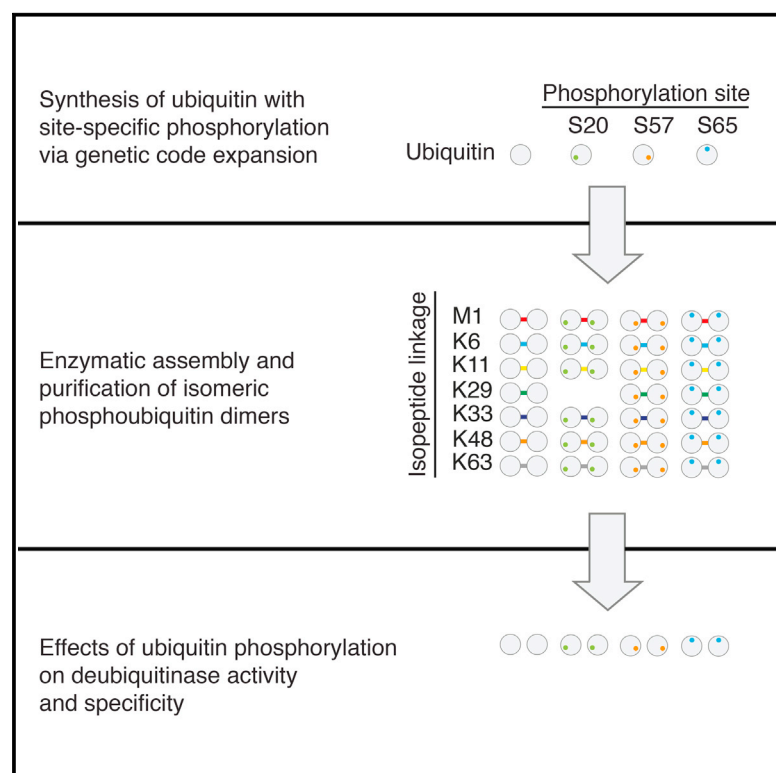 Synthesis of ubiquitin with
site-specific phosphorylation
via genetic code expansion
Phosphorylation site
S20 S57 S65
Ubiquitin
Enzymatic assembly and
purification of isomeric
phosphoubiquitin dimers
Isopeptide linkage
M1
K6
K11
K29
K33
K48
K63
Effects of ubiquitin phosphorylation
on deubiquitinase activity
and specificity